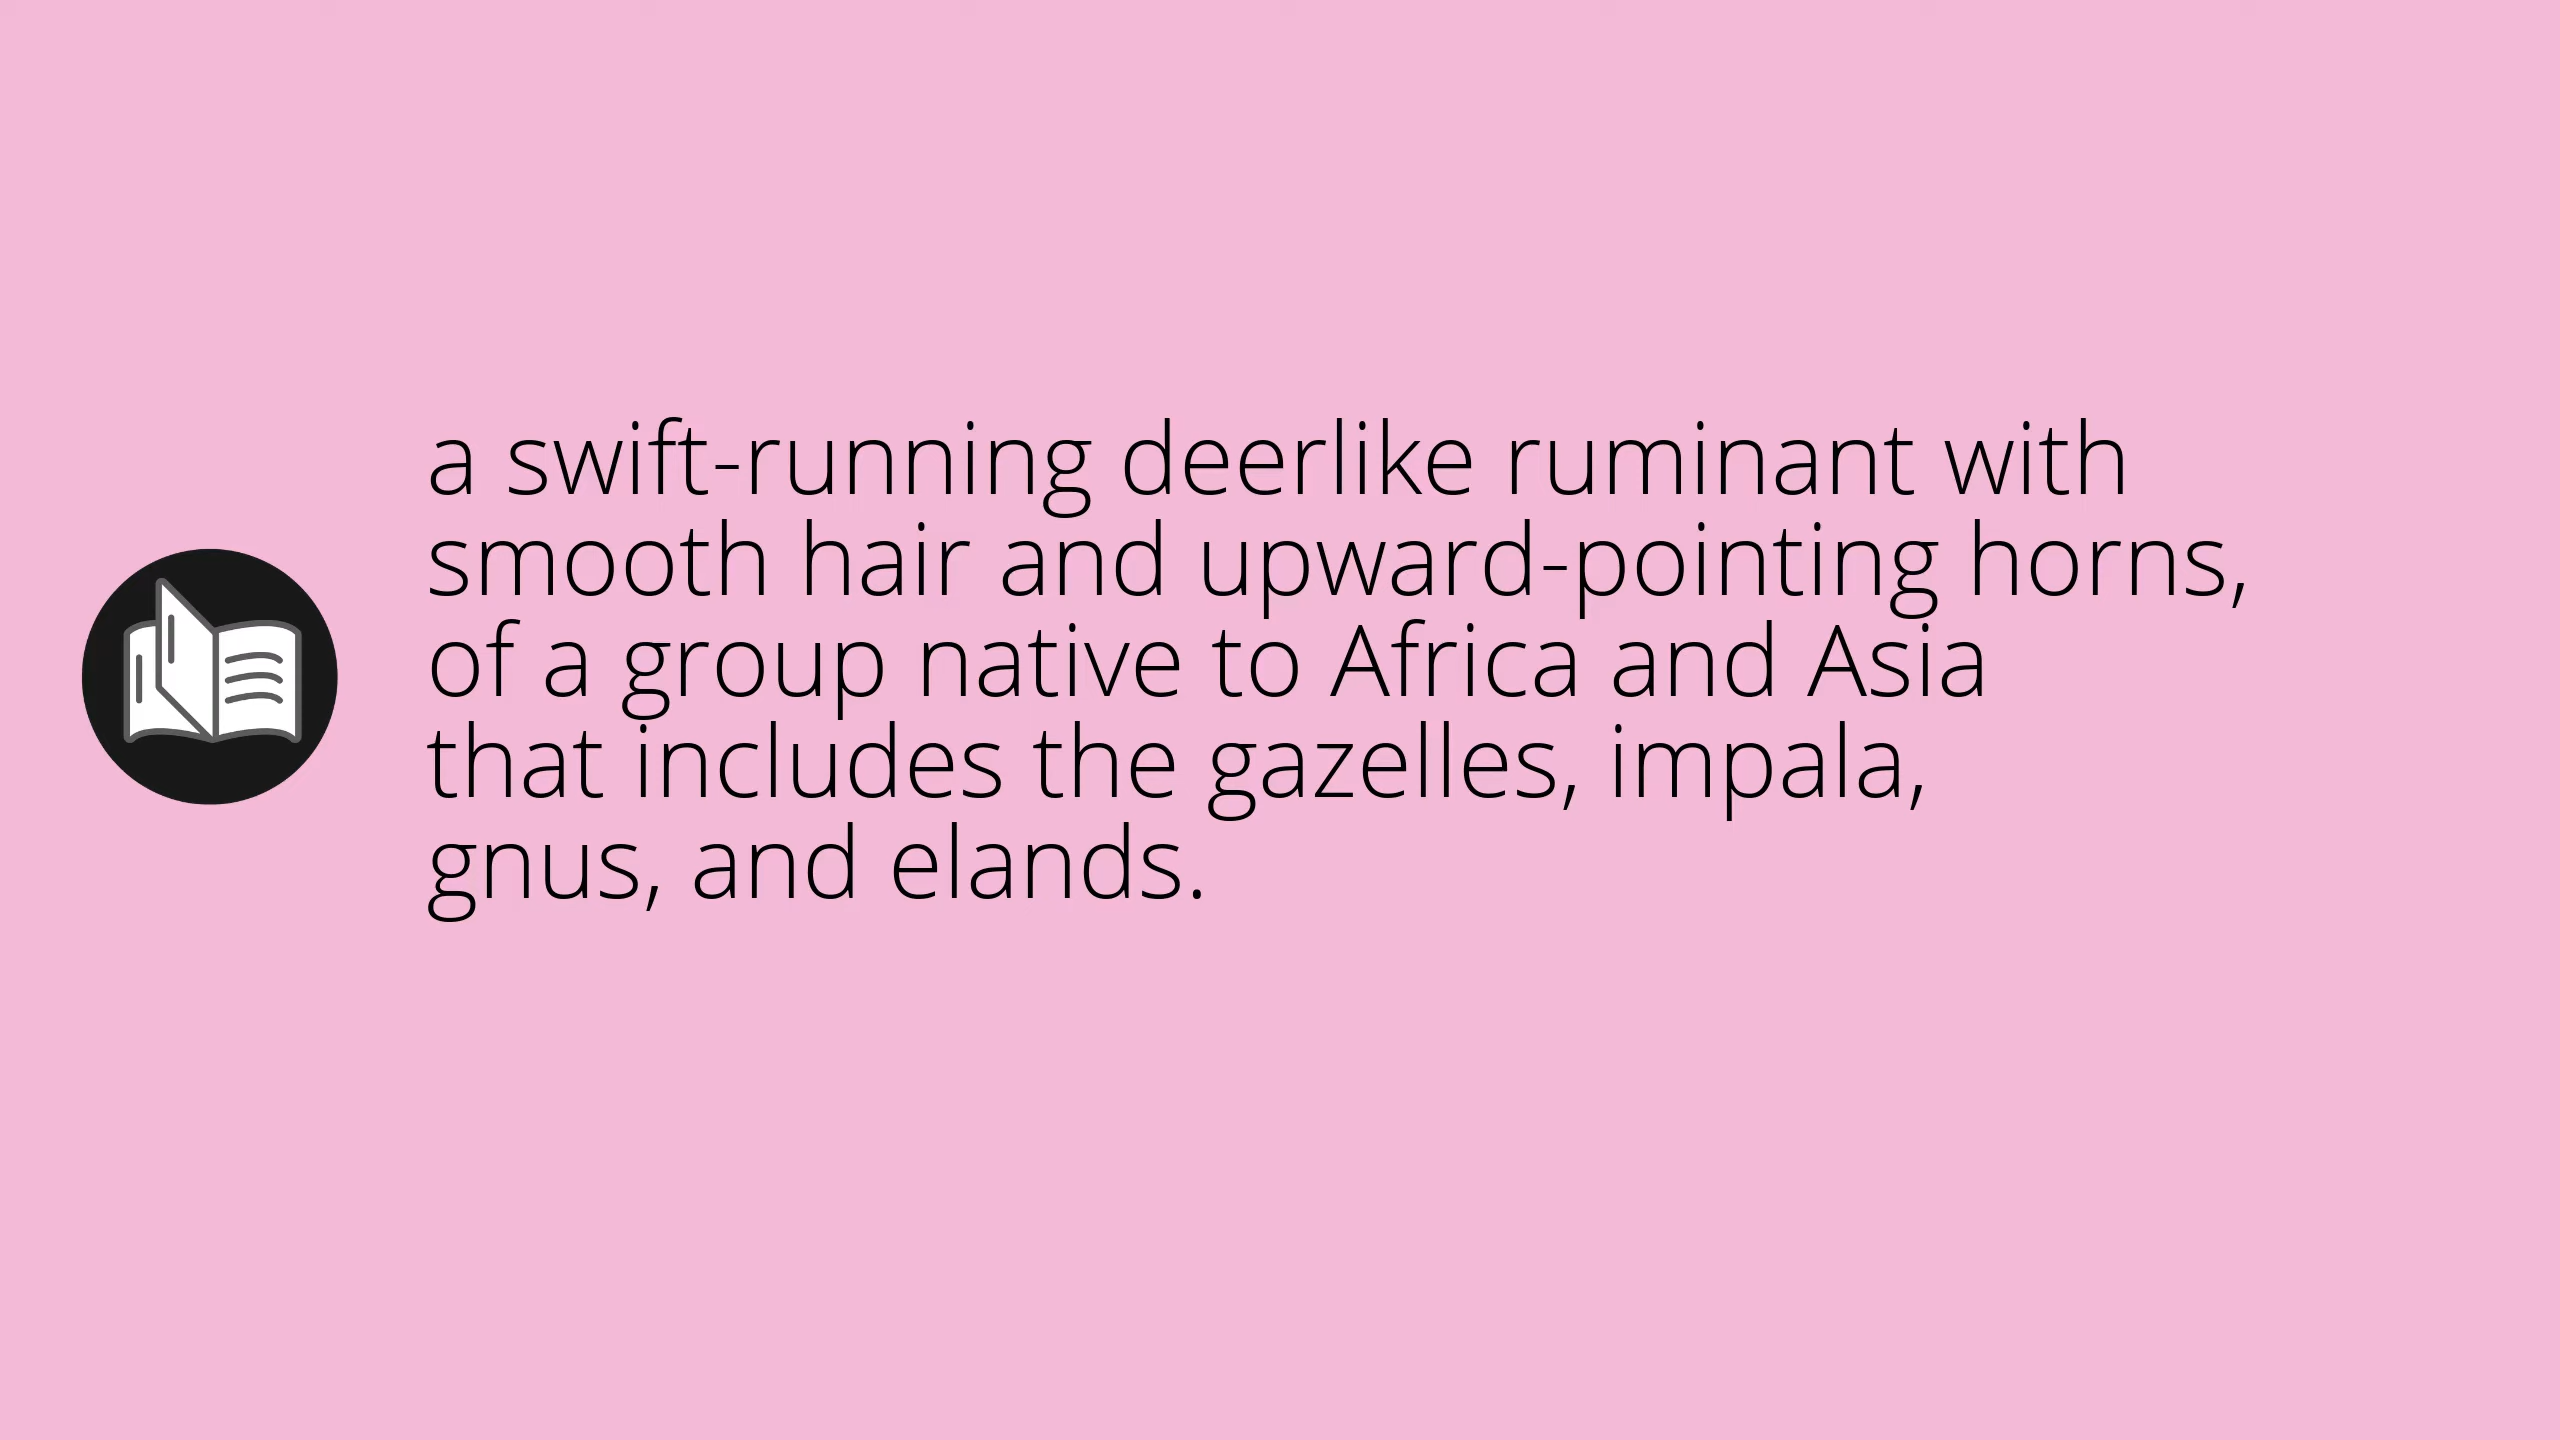 a swift-running deerlike ruminant with
smooth hair and upward-pointing horns,
of a group native to Africa and Asia
that includes the gazelles, impala,
gnus, and elands.